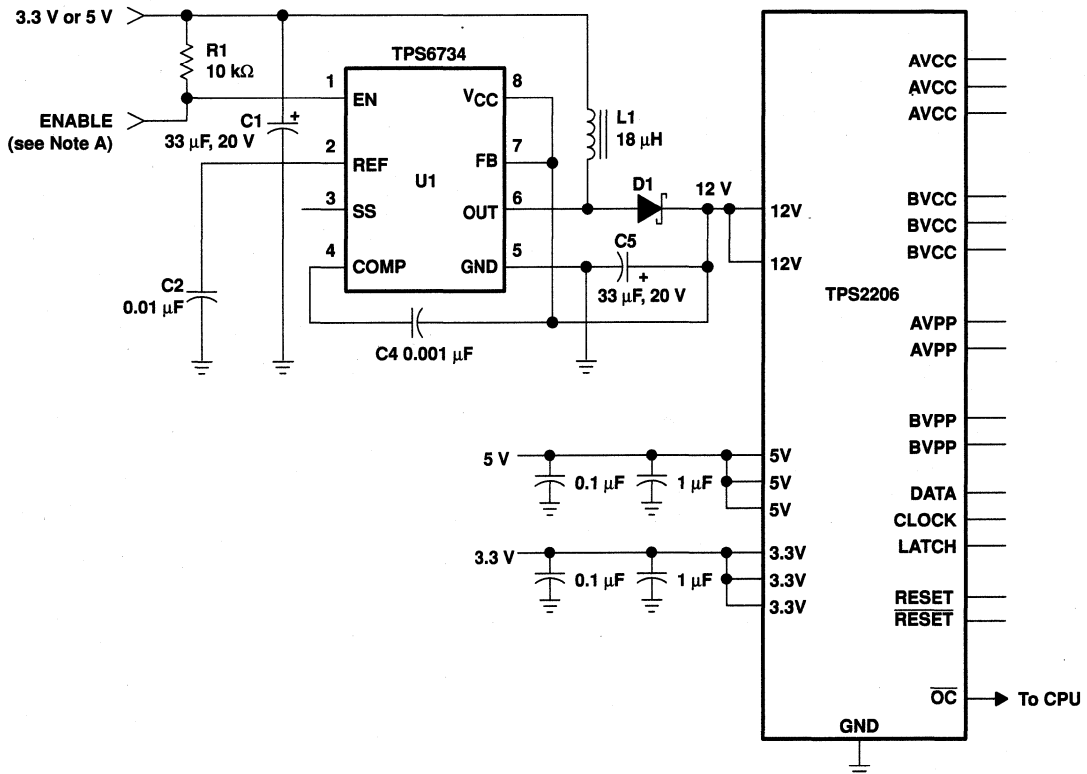 3.3 V or 5 V
R1
10 kΩ
ENABLE
(see Note A)
C1
+
33 µF, 20 V
TPS6734
1
EN
2
REF
3
SS
4
COMP
U1
8
VCC
7
FB
6
OUT
5
GND
L1
18 µH
D1
12 V
C5
+
33 µF, 20 V
C2
0.01 µF
C4 0.001 µF
12V
12V
TPS2206
5 V
0.1 µF
1 µF
5V
5V
5V
3.3 V
0.1 µF
1 µF
3.3V
3.3V
3.3V
AVCC
AVCC
AVCC
BVCC
BVCC
BVCC
AVPP
AVPP
BVPP
BVPP
DATA
CLOCK
LATCH
RESET
RESET
OC
To CPU
GND